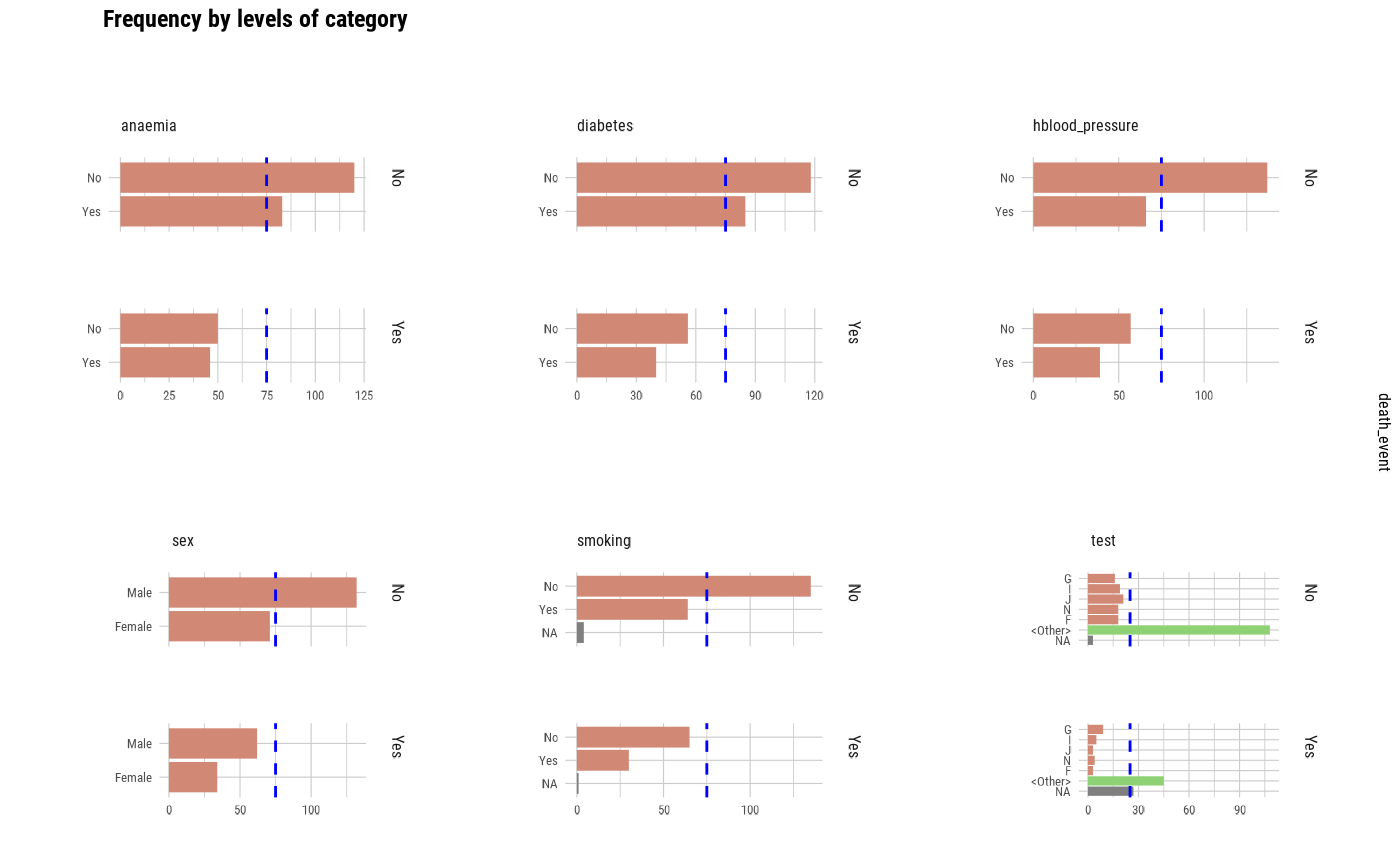 Frequency by levels of category
anaemia
diabetes
hblood_pressure
No
Yes
No
No
Yes
No
No
Yes
No
No
Yes
Yes
No
Yes
Yes
No
Yes
Yes
0 25 50 75 100 125
0 30 60 90 120
0 50 100
death_event
sex
smoking
test
Male
Female
No
No
Yes
NA
No
G
I
J
N
F
<Other>
NA
No
Male
Female
Yes
No
Yes
NA
Yes
G
I
J
N
F
<Other>
NA
Yes
0 50 100
0 50 100
0 30 60 90